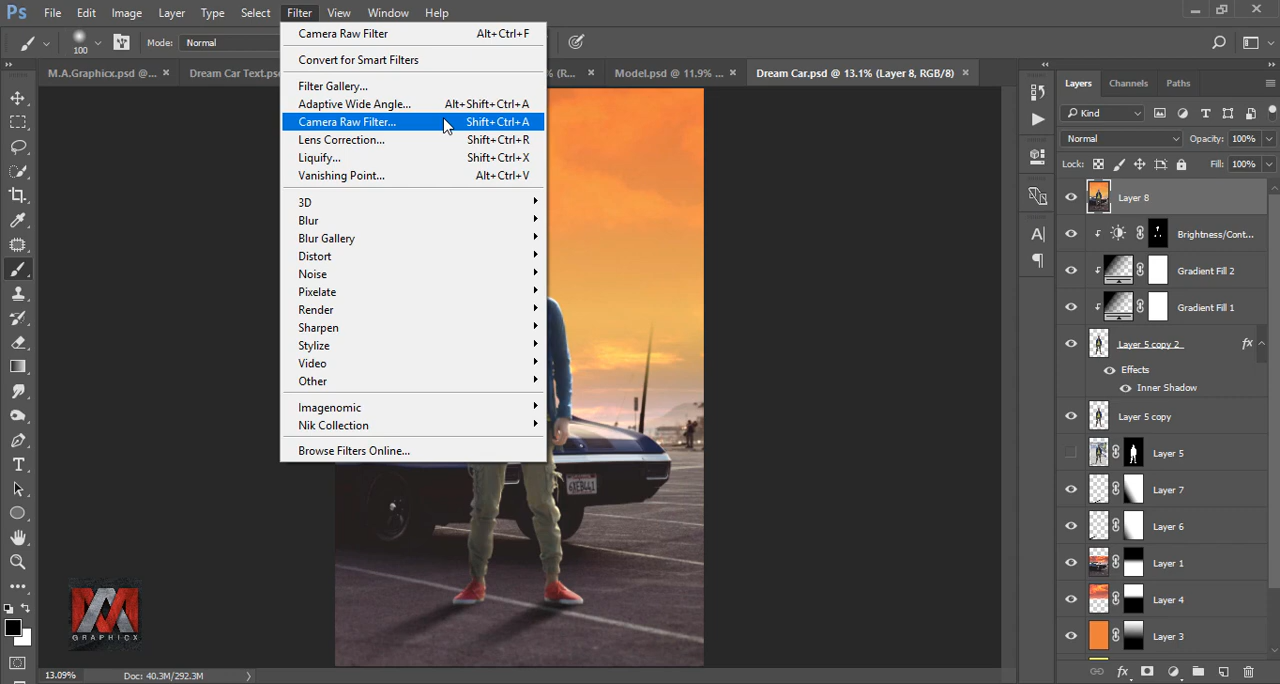 Ps File Edit Image Layer Type Select Filter View Window Help
100 Mode: Normal
M.A.Graphicx.psd @... × Dream Car Text.ps (R... × Model.psd @ 11.9% ... × Dream Car.psd @ 13.1% (Layer 8, RGB/8) ×
Camera Raw Filter Alt+Ctrl+F
Convert for Smart Filters
Filter Gallery...
Adaptive Wide Angle... Alt+Shift+Ctrl+A
Camera Raw Filter... Shift+Ctrl+A
Lens Correction... Shift+Ctrl+R
Liquify... Shift+Ctrl+X
Vanishing Point... Alt+Ctrl+V
3D
Blur
Blur Gallery
Distort
Noise
Pixelate
Render
Sharpen
Stylize
Video
Other
Imagenomic
Nik Collection
Browse Filters Online...
Layers Channels Paths
Kind
Normal Opacity: 100%
Lock: Fill: 100%
Layer 8
Brightness/Cont...
Gradient Fill 2
Gradient Fill 1
Layer 5 copy 2 fx
Effects
Inner Shadow
Layer 5 copy
Layer 5
Layer 7
Layer 6
Layer 1
Layer 4
Layer 3
GRAPHICX
13.09% Doc: 40.3M/292.3M